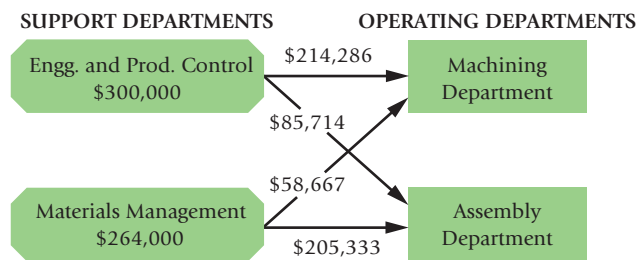 SUPPORT DEPARTMENTS
OPERATING DEPARTMENTS
Engg. and Prod. Control
$300,000
$214,286
Machining
Department
$85,714
$58,667
Materials Management
$264,000
$205,333
Assembly
Department